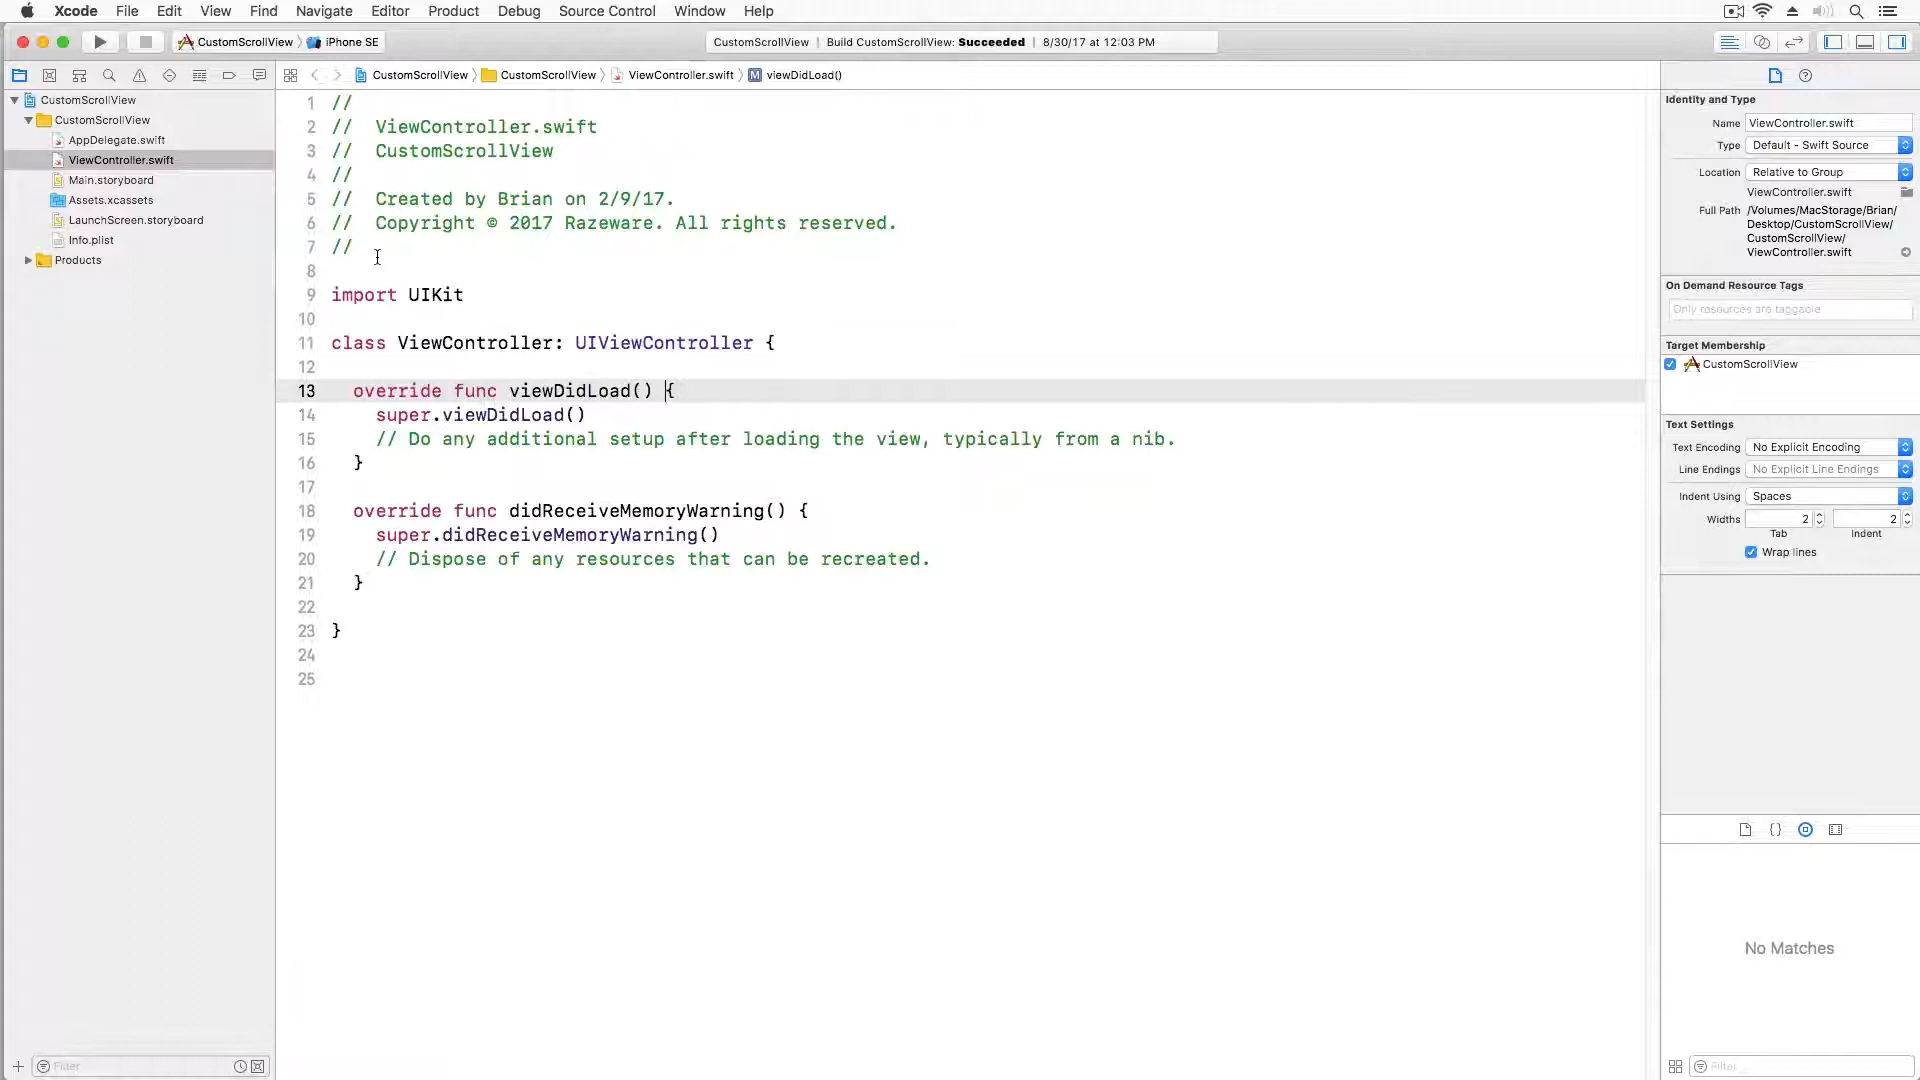 Xcode File Edit View Find Navigate Editor Product Debug Source Control Window Help
CustomScrollView iPhone SE
CustomScrollView | Build CustomScrollView: Succeeded | 8/30/17 at 12:03 PM
CustomScrollView CustomScrollView ViewController.swift M viewDidLoad()
CustomScrollView
CustomScrollView
AppDelegate.swift
ViewController.swift
Main.storyboard
Assets.xcassets
LaunchScreen.storyboard
Info.plist
Products
Filter
1 //
2 //  ViewController.swift
3 //  CustomScrollView
4 //
5 //  Created by Brian on 2/9/17.
6 //  Copyright © 2017 Razeware. All rights reserved.
7 //
8
9 import UIKit
10
11 class ViewController: UIViewController {
12
13   override func viewDidLoad() {
14     super.viewDidLoad()
15     // Do any additional setup after loading the view, typically from a nib.
16   }
17
18   override func didReceiveMemoryWarning() {
19     super.didReceiveMemoryWarning()
20     // Dispose of any resources that can be recreated.
21   }
22
23 }
24
25
Identity and Type
Name ViewController.swift
Type Default - Swift Source
Location Relative to Group
ViewController.swift
Full Path /Volumes/MacStorage/Brian/
Desktop/CustomScrollView/
CustomScrollView/
ViewController.swift
On Demand Resource Tags
Only resources are taggable
Target Membership
CustomScrollView
Text Settings
Text Encoding No Explicit Encoding
Line Endings No Explicit Line Endings
Indent Using Spaces
Widths 2 2
Tab Indent
Wrap lines
{}
No Matches
Filter